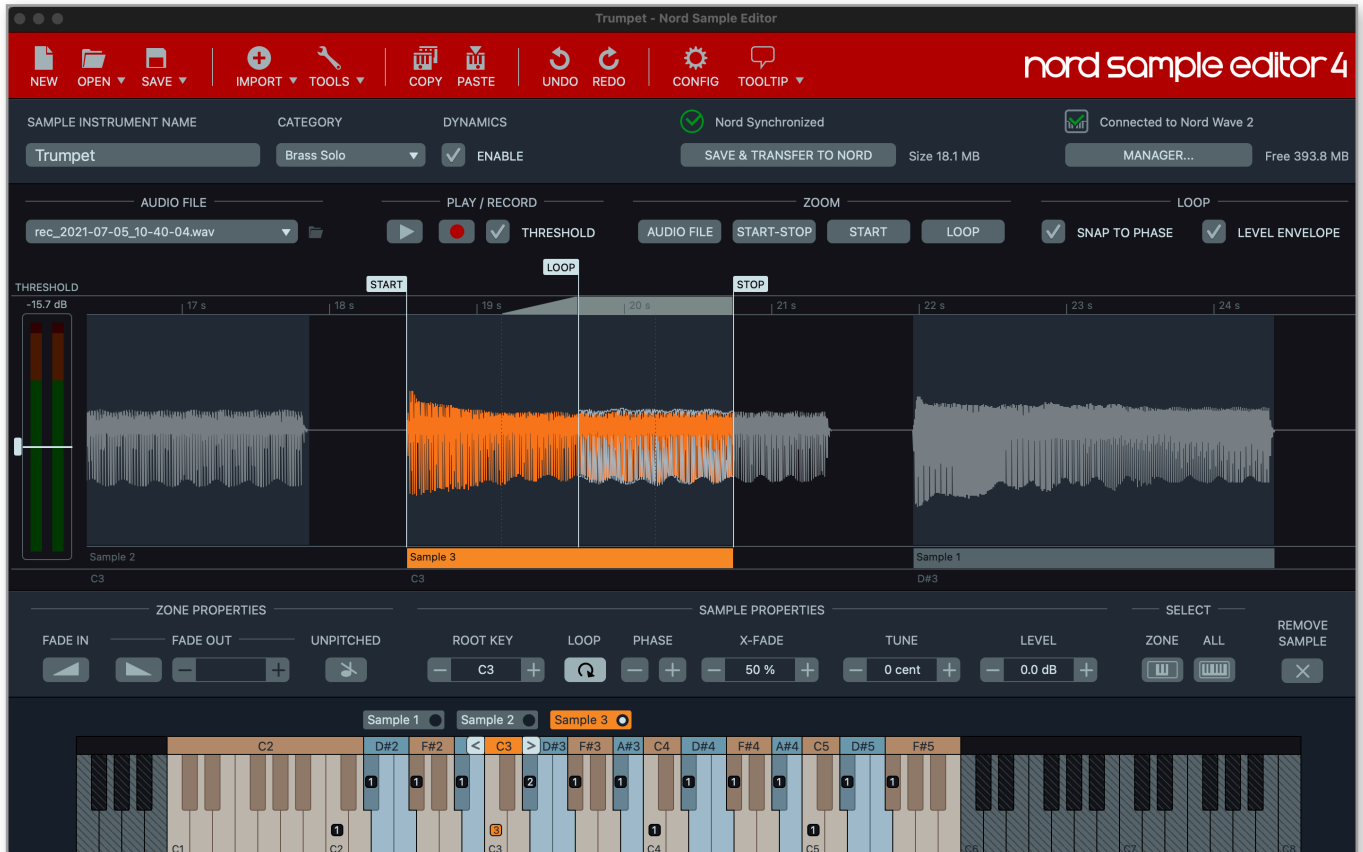 Trumpet - Nord Sample Editor
NEW OPEN SAVE IMPORT TOOLS COPY PASTE UNDO REDO CONFIG TOOLTIP
nord sample editor 4
SAMPLE INSTRUMENT NAME CATEGORY DYNAMICS Nord Synchronized Connected to Nord Wave 2
Trumpet Brass Solo ENABLE SAVE & TRANSFER TO NORD Size 18.1 MB MANAGER... Free 393.8 MB
AUDIO FILE PLAY / RECORD ZOOM LOOP
rec_2021-07-05_10-40-04.wav THRESHOLD AUDIO FILE START-STOP START LOOP SNAP TO PHASE LEVEL ENVELOPE
LOOP
START STOP
THRESHOLD
-15.7 dB 17 s 18 s 19 s 20 s 21 s 22 s 23 s 24 s
Sample 2 Sample 3 Sample 1
C3 C3 D#3
ZONE PROPERTIES SAMPLE PROPERTIES SELECT
REMOVE
SAMPLE
FADE IN FADE OUT UNPITCHED ROOT KEY LOOP PHASE X-FADE TUNE LEVEL ZONE ALL
− + − C3 + − + − 50 % + − 0 cent + − 0.0 dB +
Sample 1 Sample 2 Sample 3
C2 D#2 F#2 < C3 > D#3 F#3 A#3 C4 D#4 F#4 A#4 C5 D#5 F#5
1 1 1 2 1 1 1 1 1 1 1
1 3 1 1
C1 C2 C3 C4 C5 C6 C7 C8